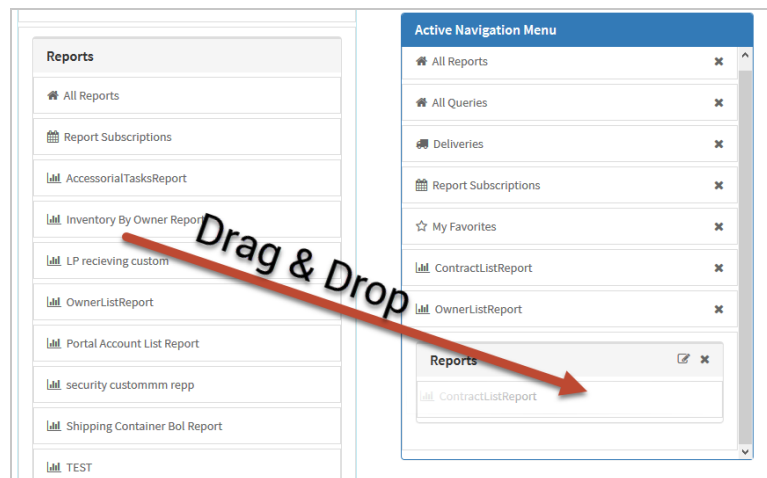 Reports
All Reports
Report Subscriptions
AccessorialTasksReport
Inventory By Owner Report
LP recieving custom
OwnerListReport
Portal Account List Report
security custommm repp
Shipping Container Bol Report
TEST
Drag & Drop
Active Navigation Menu
All Reports
All Queries
Deliveries
Report Subscriptions
My Favorites
ContractListReport
OwnerListReport
Reports
ContractListReport